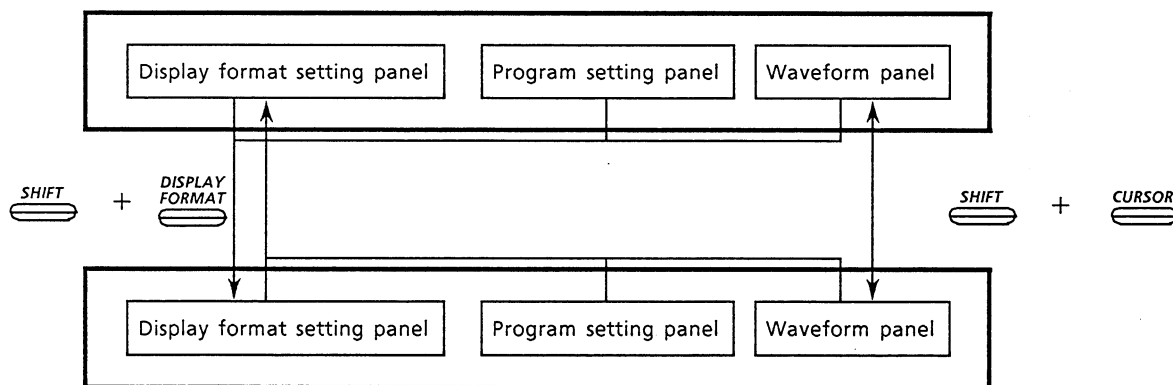 Display format setting panel
Program setting panel
Waveform panel
SHIFT
+
DISPLAY
FORMAT
SHIFT
+
CURSOR
Display format setting panel
Program setting panel
Waveform panel